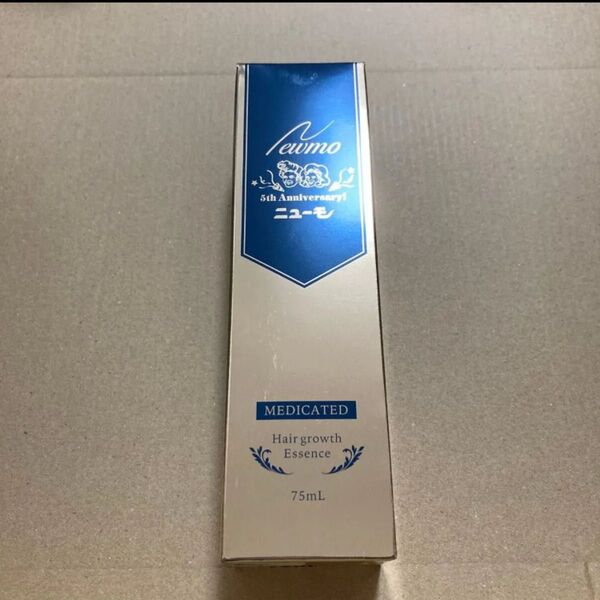 Newmo
5th Anniversary!
ニューモ
MEDICATED
Hair growth
Essence
75mL